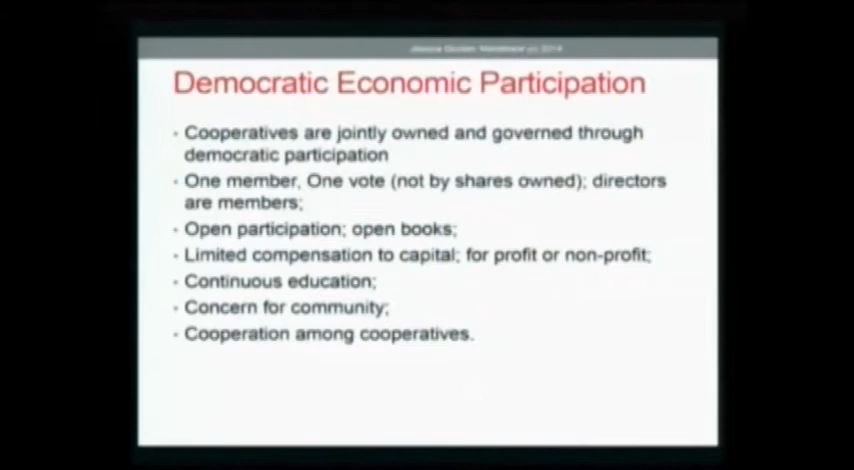 2014
Democratic Economic Participation
· Cooperatives are jointly owned and governed through
democratic participation
· One member, One vote (not by shares owned); directors
are members;
· Open participation; open books;
· Limited compensation to capital; for profit or non-profit;
· Continuous education;
· Concern for community;
· Cooperation among cooperatives.